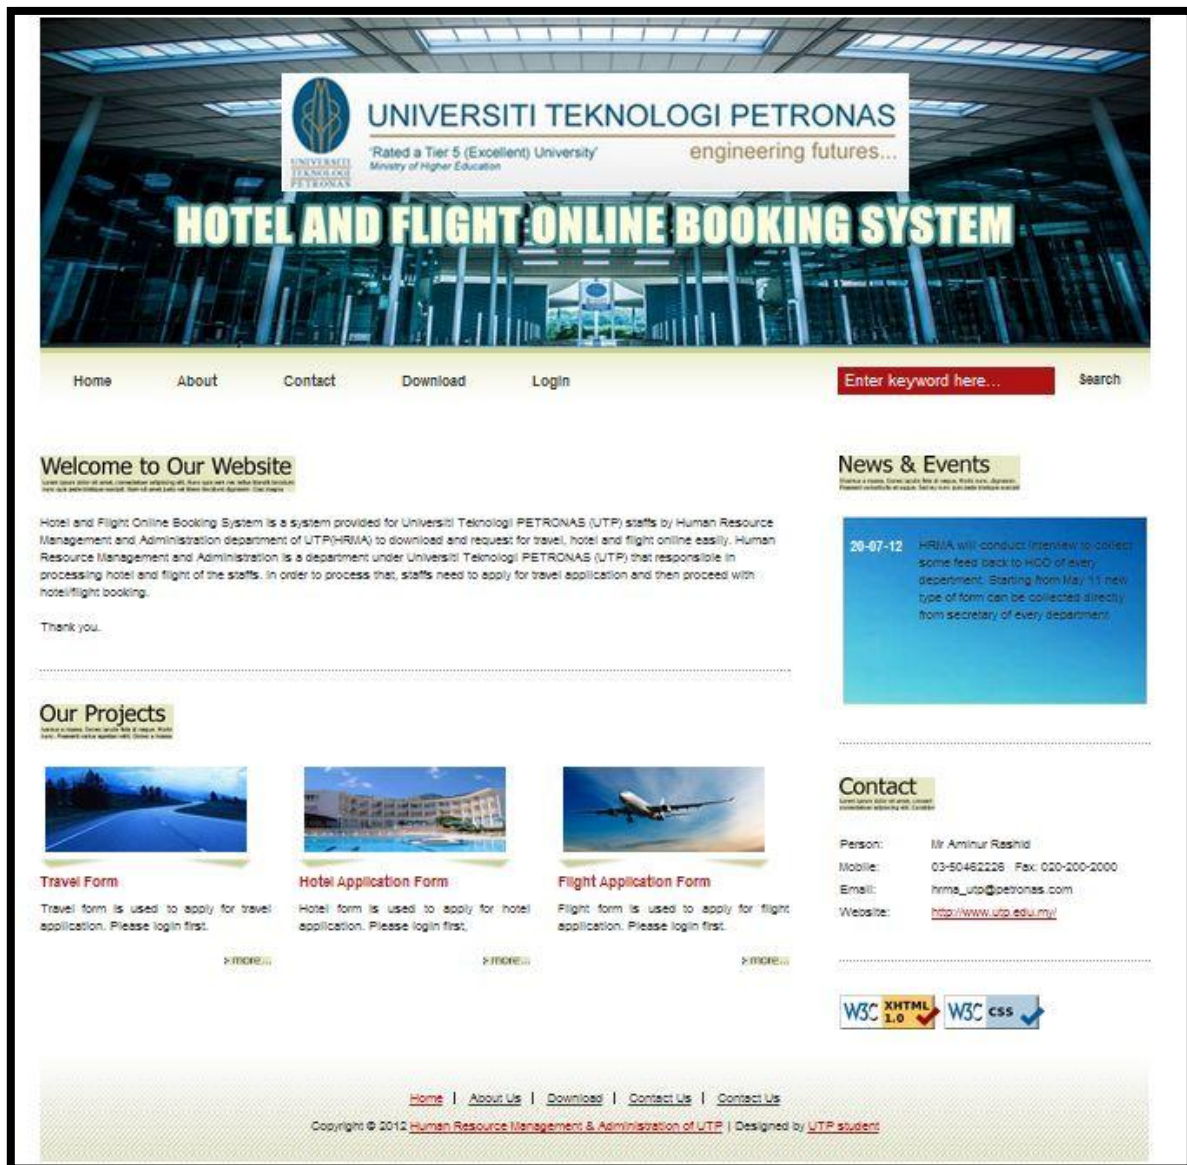 UNIVERSITI
TEKNOLOGI
PETRONAS
UNIVERSITI TEKNOLOGI PETRONAS
'Rated a Tier 5 (Excellent) University'
Ministry of Higher Education
engineering futures...
HOTEL AND FLIGHT ONLINE BOOKING SYSTEM
Home About Contact Download Login Enter keyword here... Search
Welcome to Our Website
Hotel and Flight Online Booking System is a system provided for Universiti Teknologi PETRONAS (UTP) staffs by Human Resource
Management and Administration department of UTP(HRMA) to download and request for travel, hotel and flight online easily. Human
Resource Management and Administration is a department under Universiti Teknologi PETRONAS (UTP) that responsible in
processing hotel and flight of the staffs. In order to process that, staffs need to apply for travel application and then proceed with
hotel/flight booking.
Thank you.
Our Projects
Travel Form
Travel form is used to apply for travel
application. Please login first.
> more...
Hotel Application Form
Hotel form is used to apply for hotel
application. Please login first,
> more...
Flight Application Form
Flight form is used to apply for flight
application. Please login first.
> more...
News & Events
20-07-12 HRMA will conduct interview to collect
some feed back to HOD of every
depertment. Starting from May 11 new
type of form can be collected directly
from secretary of every department
Contact
Person: Mr Aminur Rashid
Mobile: 03-50462226 Fax: 020-200-2000
Email: hrma_utp@petronas.com
Website: http://www.utp.edu.my/
W3C XHTML 1.0 W3C CSS
Home | About Us | Download | Contact Us | Contact Us
Copyright © 2012 Human Resource Management & Administration of UTP | Designed by UTP student